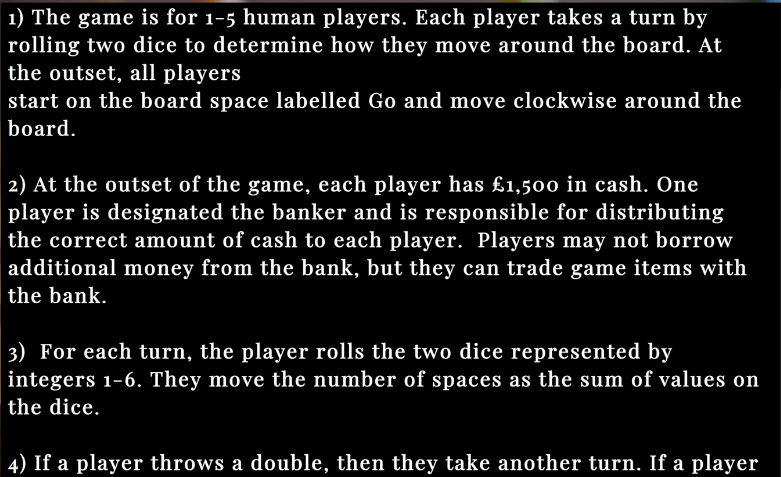 1) The game is for 1-5 human players. Each player takes a turn by
rolling two dice to determine how they move around the board. At
the outset, all players
start on the board space labelled Go and move clockwise around the
board.
2) At the outset of the game, each player has £1,500 in cash. One
player is designated the banker and is responsible for distributing
the correct amount of cash to each player.  Players may not borrow
additional money from the bank, but they can trade game items with
the bank.
3)  For each turn, the player rolls the two dice represented by
integers 1-6. They move the number of spaces as the sum of values on
the dice.
4) If a player throws a double, then they take another turn. If a player